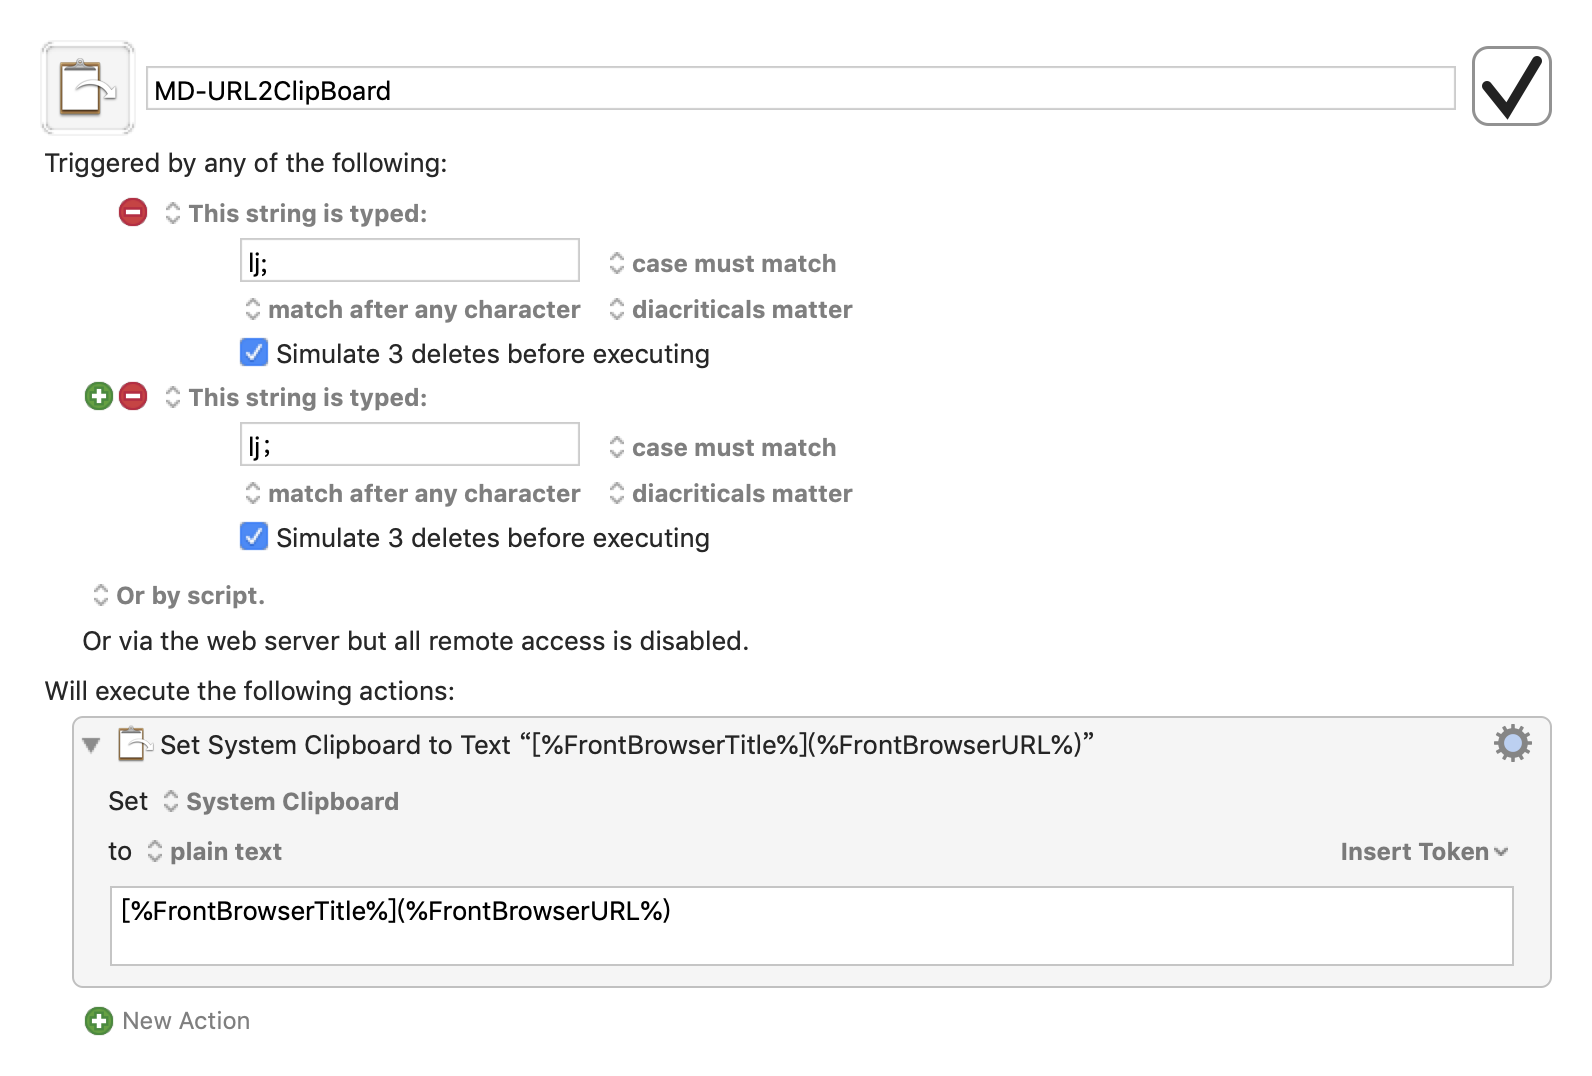 MD-URL2ClipBoard
Triggered by any of the following:
This string is typed:
lj;
case must match
match after any character
diacriticals matter
Simulate 3 deletes before executing
This string is typed:
lj；
case must match
match after any character
diacriticals matter
Simulate 3 deletes before executing
Or by script.
Or via the web server but all remote access is disabled.
Will execute the following actions:
Set System Clipboard to Text “[%FrontBrowserTitle%](%FrontBrowserURL%)”
Set System Clipboard
to plain text
Insert Token
[%FrontBrowserTitle%](%FrontBrowserURL%)
New Action